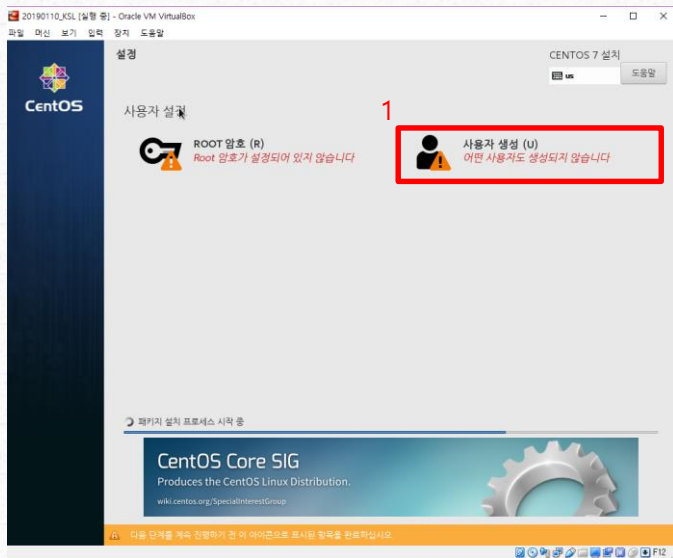 20190110_KSL [실행 중] - Oracle VM VirtualBox
파일 머신 보기 입력 장치 도움말
설정
CENTOS 7 설치
us
도움말
CentOS
사용자 설정
1
ROOT 암호 (R)
Root 암호가 설정되어 있지 않습니다
사용자 생성 (U)
어떤 사용자도 생성되지 않습니다
패키지 설치 프로세스 시작 중
CentOS Core SIG
Produces the CentOS Linux Distribution.
wiki.centos.org/SpecialInterestGroup
다음 단계를 계속 진행하기 전 이 아이콘으로 표시된 항목을 완료하십시오.
F12